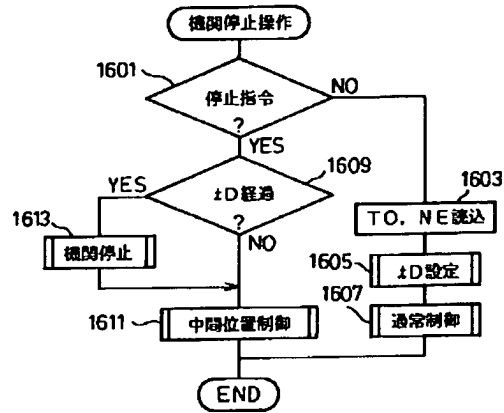 機関停止操作
1601
停止指令
?
NO
YES
1609
tD経過
?
YES
NO
1603
TO. NE読込
1613
機関停止
1605
tD設定
1607
通常制御
1611
中間位置制御
END